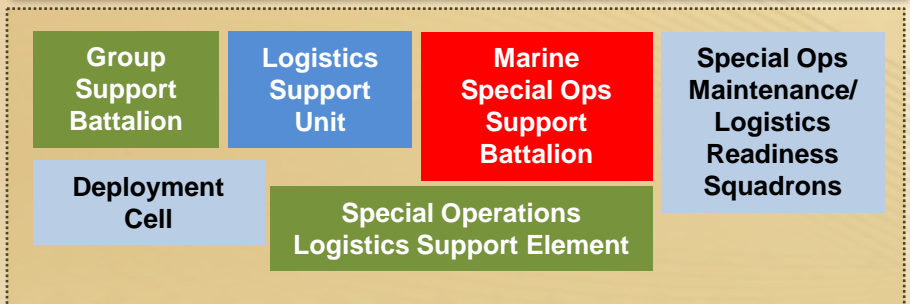 Group
Support
Battalion
Logistics
Support
Unit
Marine
Special Ops
Support
Battalion
Special Ops
Maintenance/
Logistics
Readiness
Squadrons
Deployment
Cell
Special Operations
Logistics Support Element